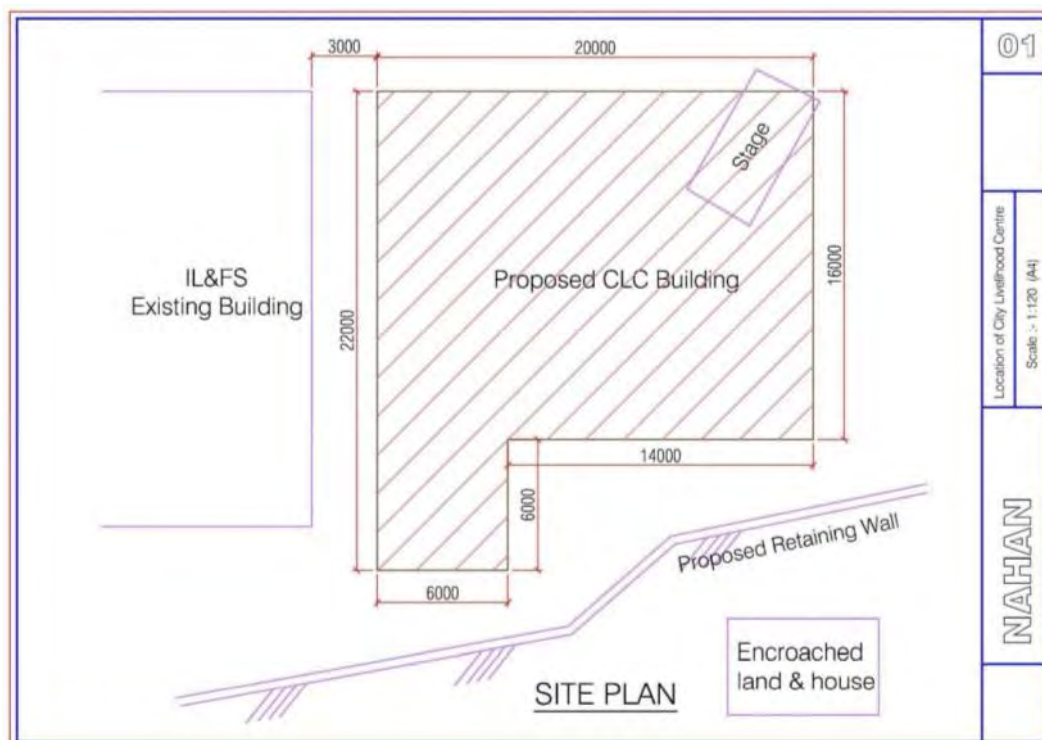 3000
20000
01
Stage
IL&FS
Existing Building
Proposed CLC Building
22000
16000
Location of City Livelihood Centre
Scale :- 1:120 (A4)
14000
6000
6000
Proposed Retaining Wall
NAHAN
Encroached
land & house
SITE PLAN